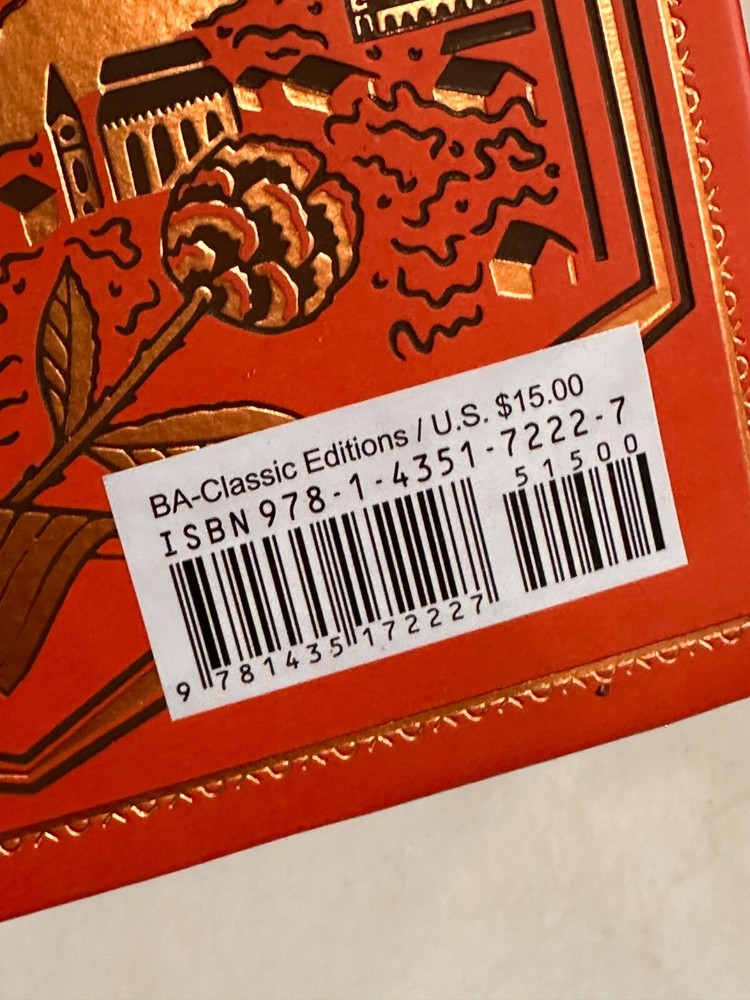 BA-Classic Editions / U.S. $15.00
ISBN 978-1-4351-7222-7
51500
9 781435 172227